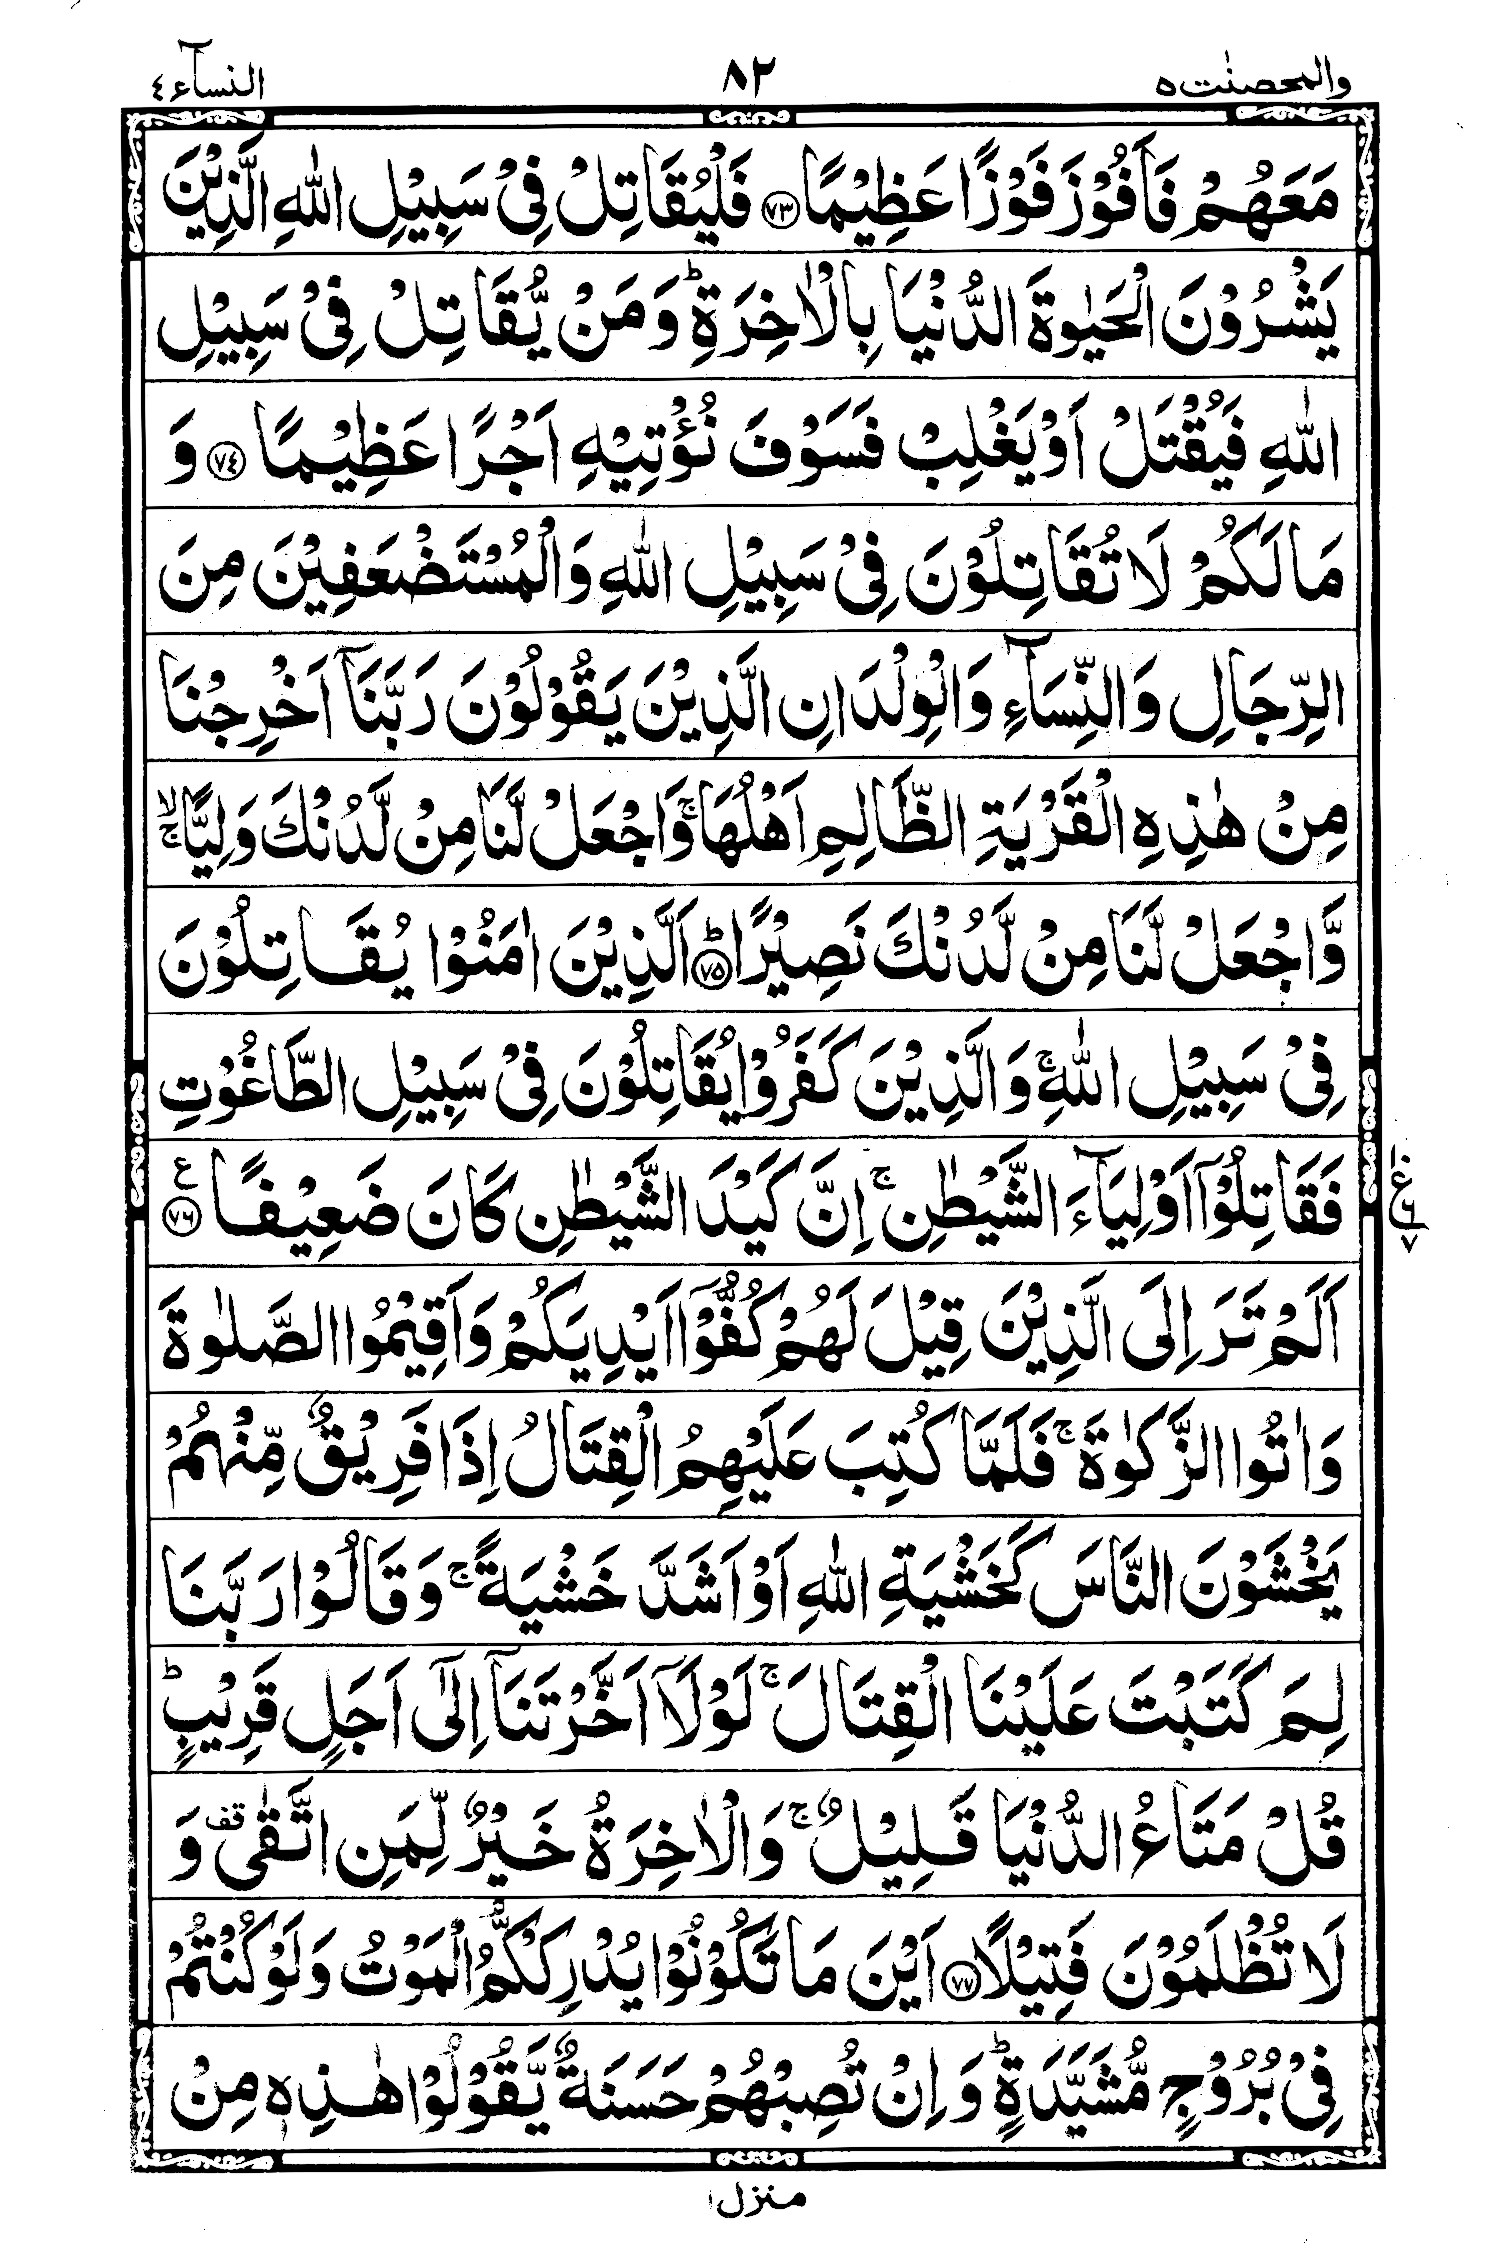 والمحصنٰت ٥
٨٢
النسآء ٤
مَعَهُمْ فَاَفُوْزَ فَوْزًا عَظِيْمًا ﴿٧٣﴾ فَلْيُقَاتِلْ فِيْ سَبِيْلِ اللّٰهِ الَّذِيْنَ
يَشْرُوْنَ الْحَيٰوةَ الدُّنْيَا بِالْاٰخِرَةِ ؕ وَمَنْ يُّقَاتِلْ فِيْ سَبِيْلِ
اللّٰهِ فَيُقْتَلْ اَوْ يَغْلِبْ فَسَوْفَ نُؤْتِيْهِ اَجْرًا عَظِيْمًا ﴿٧٤﴾ وَ
مَا لَكُمْ لَا تُقَاتِلُوْنَ فِيْ سَبِيْلِ اللّٰهِ وَالْمُسْتَضْعَفِيْنَ مِنَ
الرِّجَالِ وَالنِّسَآءِ وَالْوِلْدَانِ الَّذِيْنَ يَقُوْلُوْنَ رَبَّنَآ اَخْرِجْنَا
مِنْ هٰذِهِ الْقَرْيَةِ الظَّالِمِ اَهْلُهَا ۚ وَاجْعَلْ لَّنَا مِنْ لَّدُنْكَ وَلِيًّا ۙۚ
وَّاجْعَلْ لَّنَا مِنْ لَّدُنْكَ نَصِيْرًا ؕ ﴿٧٥﴾ اَلَّذِيْنَ اٰمَنُوْا يُقَاتِلُوْنَ
فِيْ سَبِيْلِ اللّٰهِ ۚ وَالَّذِيْنَ كَفَرُوْا يُقَاتِلُوْنَ فِيْ سَبِيْلِ الطَّاغُوْتِ
فَقَاتِلُوْٓا اَوْلِيَآءَ الشَّيْطٰنِ ۚ اِنَّ كَيْدَ الشَّيْطٰنِ كَانَ ضَعِيْفًا ﴿٧٦﴾ ع
اَلَمْ تَرَ اِلَى الَّذِيْنَ قِيْلَ لَهُمْ كُفُّوْٓا اَيْدِيَكُمْ وَاَقِيْمُوا الصَّلٰوةَ
وَاٰتُوا الزَّكٰوةَ ۚ فَلَمَّا كُتِبَ عَلَيْهِمُ الْقِتَالُ اِذَا فَرِيْقٌ مِّنْهُمْ
يَخْشَوْنَ النَّاسَ كَخَشْيَةِ اللّٰهِ اَوْ اَشَدَّ خَشْيَةً ۚ وَقَالُوْا رَبَّنَا
لِمَ كَتَبْتَ عَلَيْنَا الْقِتَالَ ۚ لَوْلَآ اَخَّرْتَنَآ اِلٰٓى اَجَلٍ قَرِيْبٍ ؕ
قُلْ مَتَاعُ الدُّنْيَا قَلِيْلٌ ۚ وَالْاٰخِرَةُ خَيْرٌ لِّمَنِ اتَّقٰى قف وَ
لَا تُظْلَمُوْنَ فَتِيْلًا ﴿٧٧﴾ اَيْنَ مَا تَكُوْنُوْا يُدْرِكْكُّمُ الْمَوْتُ وَلَوْ كُنْتُمْ
فِيْ بُرُوْجٍ مُّشَيَّدَةٍ ؕ وَاِنْ تُصِبْهُمْ حَسَنَةٌ يَّقُوْلُوْا هٰذِهٖ مِنْ
منزل ١